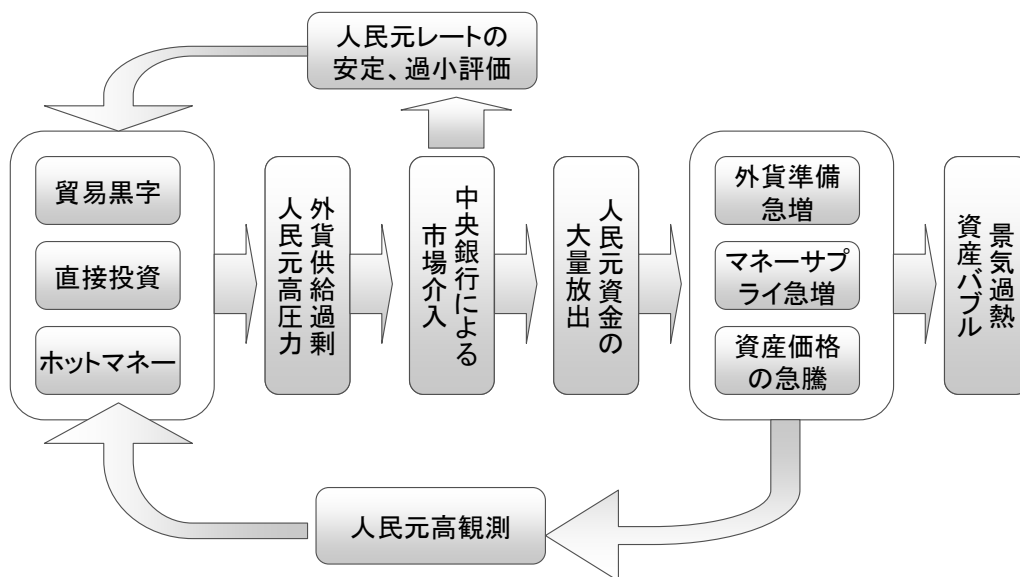 人民元レートの
安定、過小評価
貿易黒字
直接投資
ホットマネー
外貨供給過剰
人民元高圧力
中央銀行による
市場介入
人民元資金の
大量放出
外貨準備
急増
マネーサプ
ライ急増
資産価格
の急騰
景気過熱
資産バブル
人民元高観測